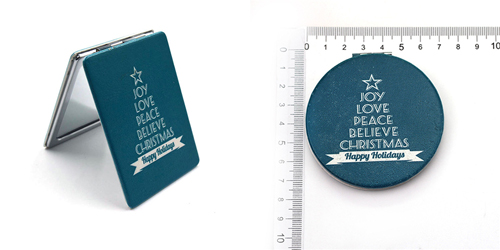 JOY
LOVE
PEACE
BELIEVE
CHRISTMAS
Happy Holidays
0 1 2 3 4 5 6 7 8 9 10
JOY
LOVE
PEACE
BELIEVE
CHRISTMAS
Happy Holidays